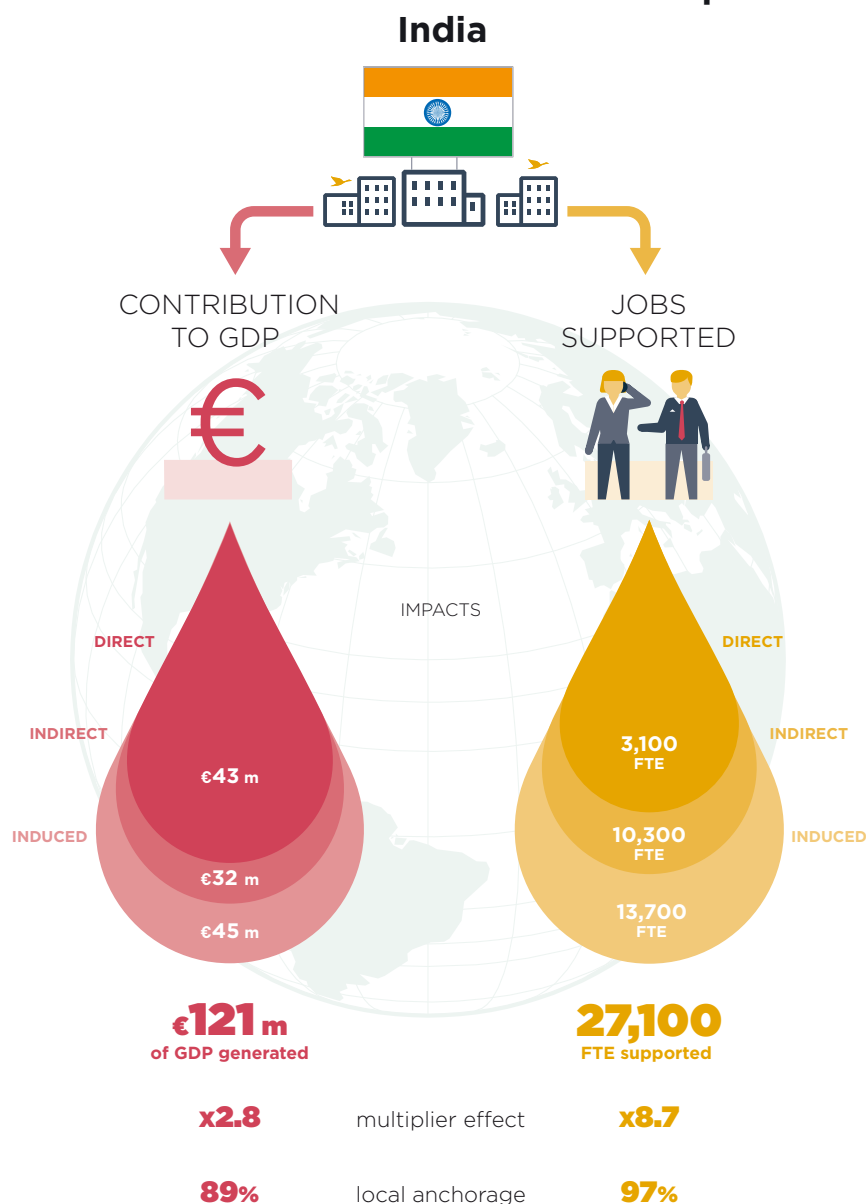 India
CONTRIBUTION
TO GDP
JOBS
SUPPORTED
€
IMPACTS
DIRECT
DIRECT
INDIRECT
INDIRECT
INDUCED
INDUCED
€43 m
€32 m
€45 m
3,100
FTE
10,300
FTE
13,700
FTE
€121 m
of GDP generated
27,100
FTE supported
x2.8 multiplier effect x8.7
89% local anchorage 97%